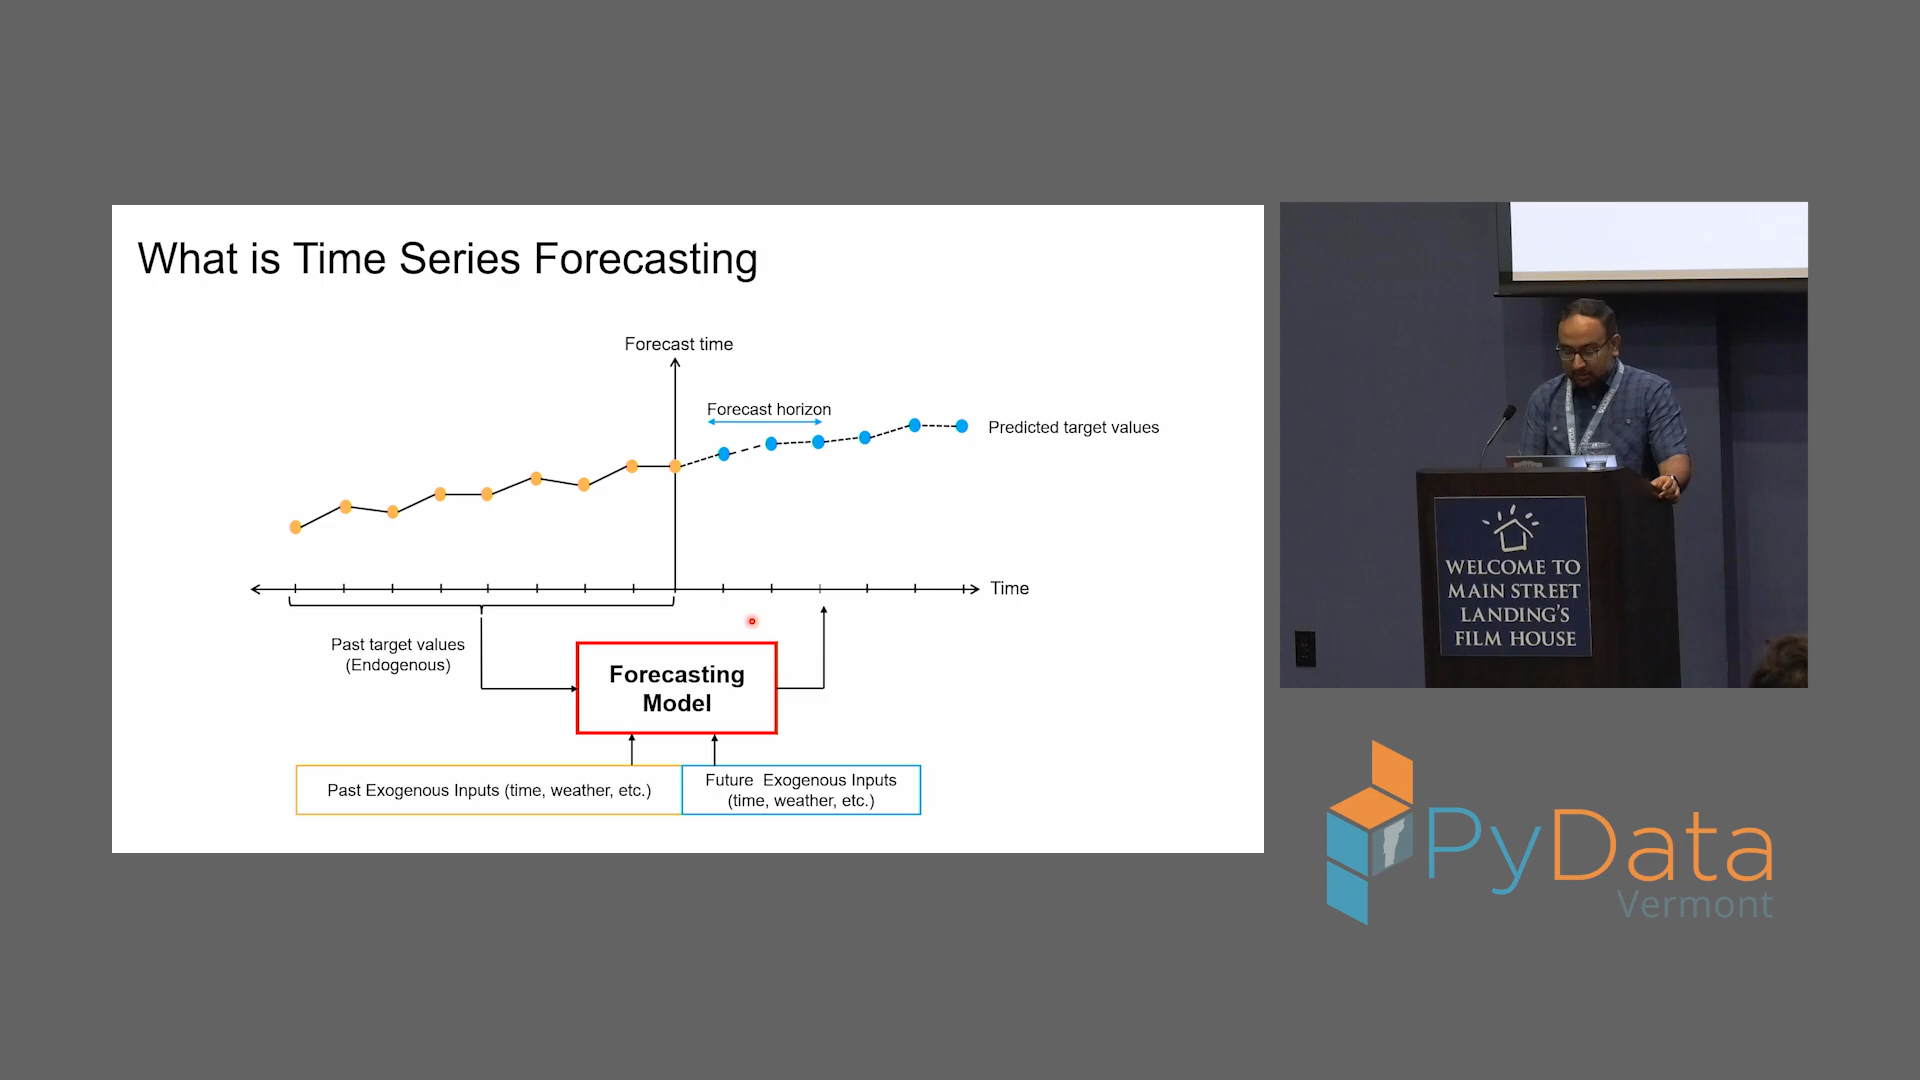 What is Time Series Forecasting
Forecast time
Forecast horizon
Predicted target values
Time
Past target values
(Endogenous)
Forecasting
Model
Past Exogenous Inputs (time, weather, etc.)
Future Exogenous Inputs
(time, weather, etc.)
WELCOME TO
MAIN STREET
LANDING'S
FILM HOUSE
PyData
Vermont